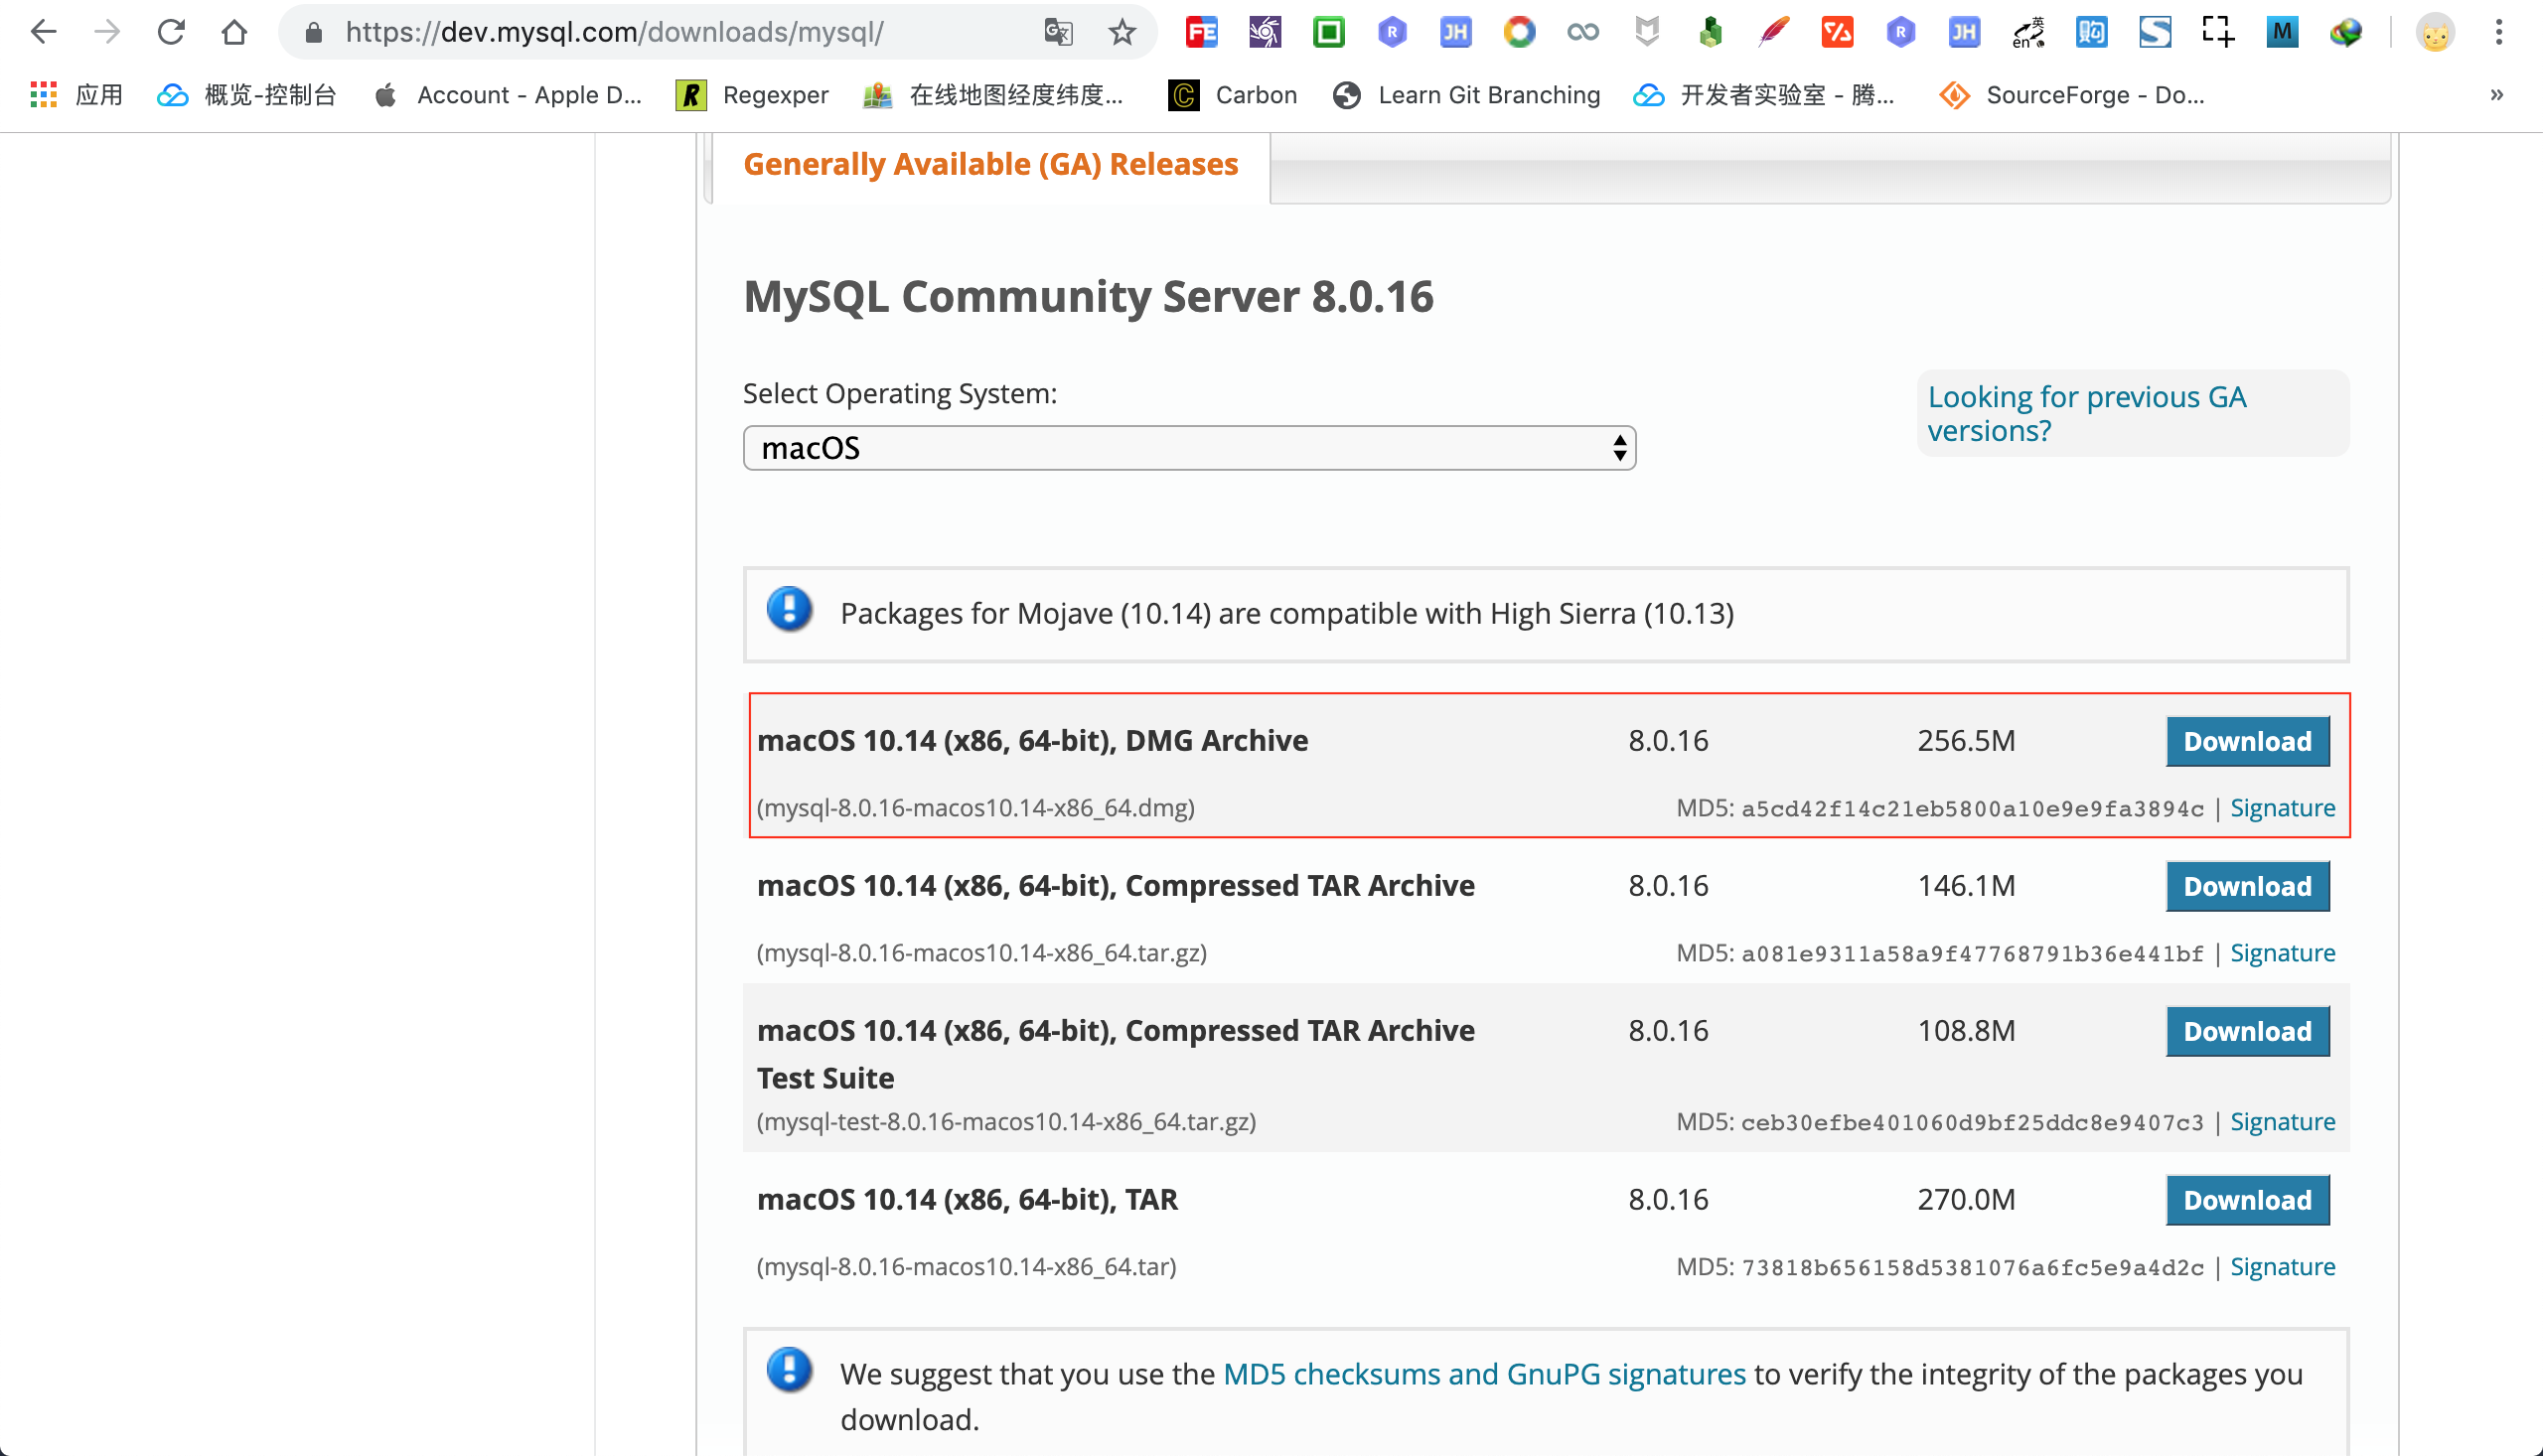 https://dev.mysql.com/downloads/mysql/
应用
概览-控制台
Account - Apple D...
Regexper
在线地图经度纬度...
Carbon
Learn Git Branching
开发者实验室 - 腾...
SourceForge - Do...
»
Generally Available (GA) Releases
MySQL Community Server 8.0.16
Select Operating System:
macOS
Looking for previous GA
versions?
Packages for Mojave (10.14) are compatible with High Sierra (10.13)
macOS 10.14 (x86, 64-bit), DMG Archive 8.0.16 256.5M Download
(mysql-8.0.16-macos10.14-x86_64.dmg) MD5: a5cd42f14c21eb5800a10e9e9fa3894c | Signature
macOS 10.14 (x86, 64-bit), Compressed TAR Archive 8.0.16 146.1M Download
(mysql-8.0.16-macos10.14-x86_64.tar.gz) MD5: a081e9311a58a9f47768791b36e441bf | Signature
macOS 10.14 (x86, 64-bit), Compressed TAR Archive 8.0.16 108.8M Download
Test Suite
(mysql-test-8.0.16-macos10.14-x86_64.tar.gz) MD5: ceb30efbe401060d9bf25ddc8e9407c3 | Signature
macOS 10.14 (x86, 64-bit), TAR 8.0.16 270.0M Download
(mysql-8.0.16-macos10.14-x86_64.tar) MD5: 73818b656158d5381076a6fc5e9a4d2c | Signature
We suggest that you use the MD5 checksums and GnuPG signatures to verify the integrity of the packages you
download.